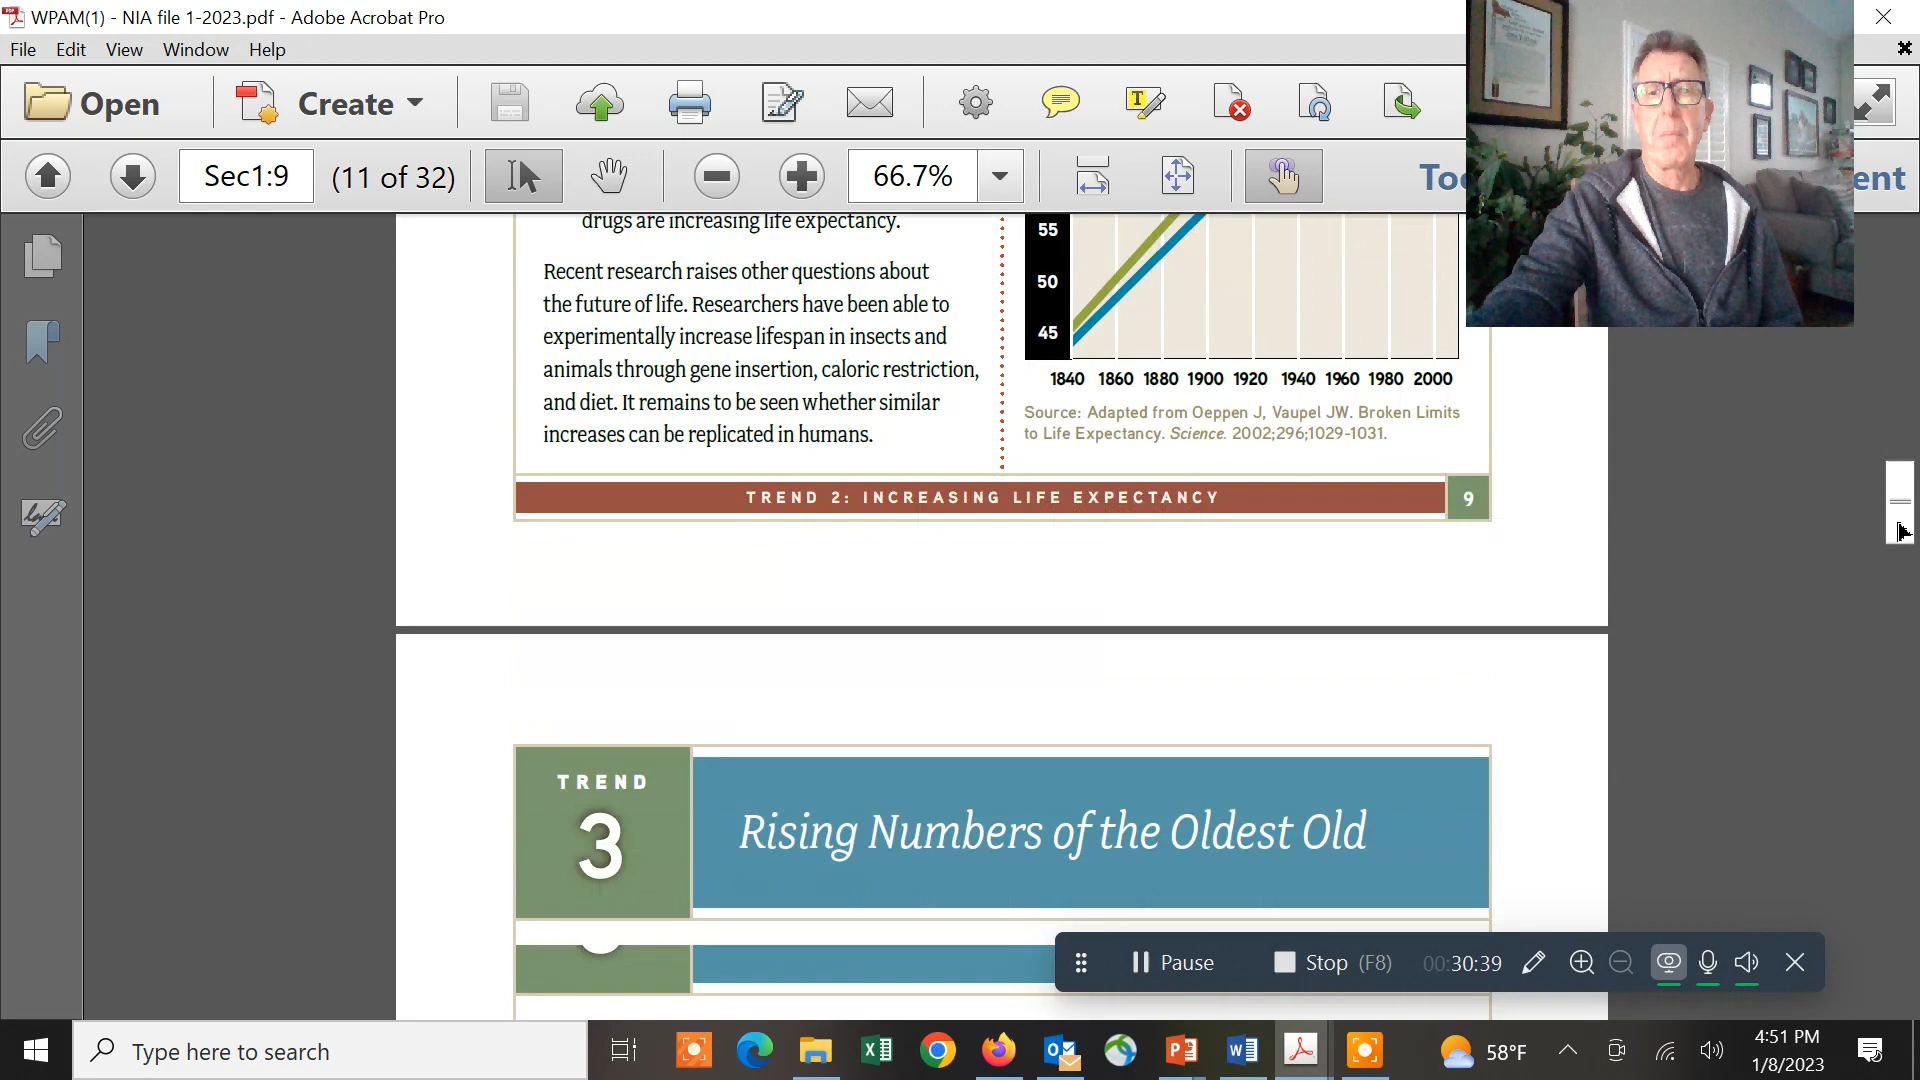 WPAM(1) - NIA file 1-2023.pdf - Adobe Acrobat Pro
File Edit View Window Help
Open Create
Sec1:9 (11 of 32) 66.7%
drugs are increasing life expectancy.
Recent research raises other questions about
the future of life. Researchers have been able to
experimentally increase lifespan in insects and
animals through gene insertion, caloric restriction,
and diet. It remains to be seen whether similar
increases can be replicated in humans.
55
50
45
1840 1860 1880 1900 1920 1940 1960 1980 2000
Source: Adapted from Oeppen J, Vaupel JW. Broken Limits
to Life Expectancy. Science. 2002;296;1029-1031.
TREND 2: INCREASING LIFE EXPECTANCY 9
TREND
3
Rising Numbers of the Oldest Old
Pause Stop (F8) 00:30:39
Type here to search
58°F
4:51 PM
1/8/2023